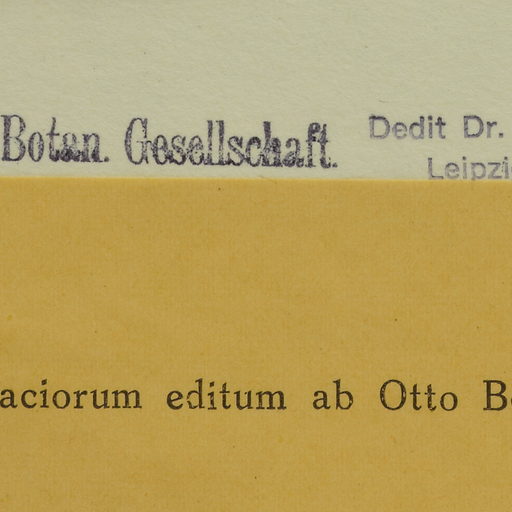 Botan. Gesellschaft.
Dedit Dr.
Leipzi
aciorum editum ab Otto B